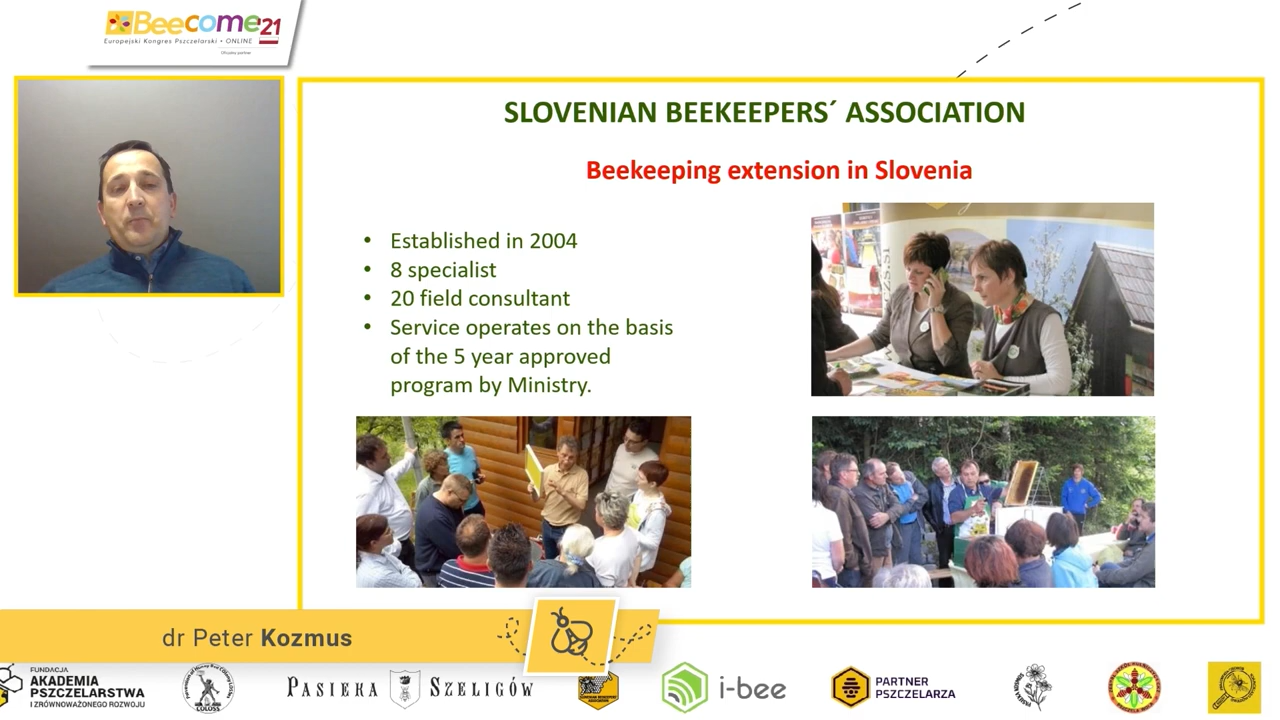 Beecome'21
Europejski Kongres Pszczelarski • ONLINE
SLOVENIAN BEEKEEPERS´ ASSOCIATION
Beekeeping extension in Slovenia
• Established in 2004
• 8 specialist
• 20 field consultant
• Service operates on the basis
of the 5 year approved
program by Ministry.
dr Peter Kozmus
FUNDACJA
AKADEMIA
PSZCZELARSTWA
I ZRÓWNOWAŻONEGO ROZWOJU
COLOSS
PASIEKA SZELIGÓW
i-bee
PARTNER
PSZCZELARZA